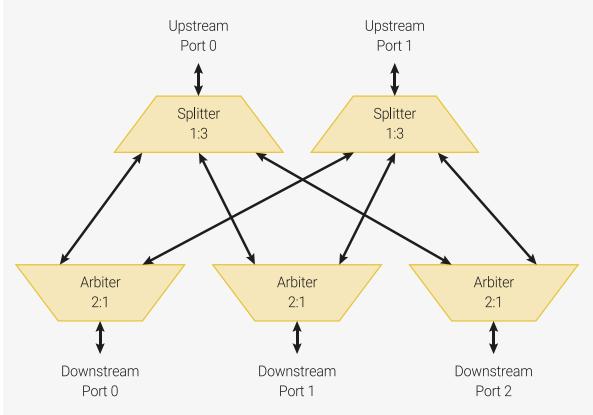 Upstream
Port 0
Upstream
Port 1
Splitter
1:3
Splitter
1:3
Arbiter
2:1
Arbiter
2:1
Arbiter
2:1
Downstream
Port 0
Downstream
Port 1
Downstream
Port 2